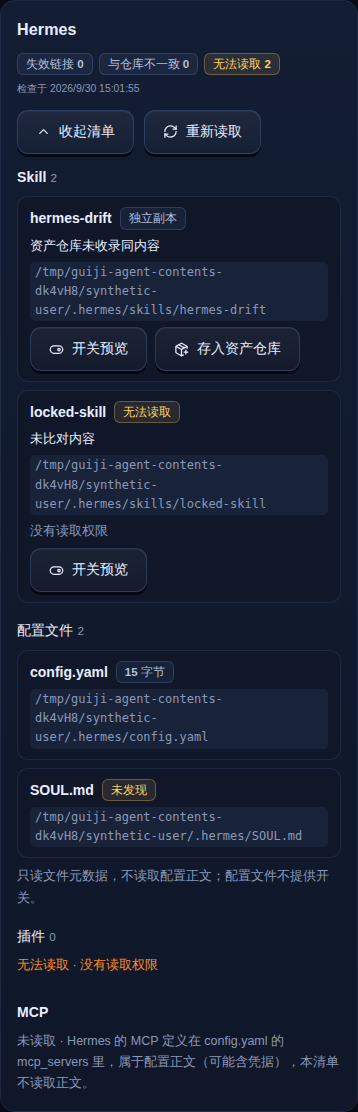 Hermes
失效链接 0 与仓库不一致 0 无法读取 2
检查于 2026/9/30 15:01:55
收起清单 重新读取
Skill 2
hermes-drift 独立副本
资产仓库未收录同内容
/tmp/guiji-agent-contents-
dk4vH8/synthetic-
user/.hermes/skills/hermes-drift
开关预览 存入资产仓库
locked-skill 无法读取
未比对内容
/tmp/guiji-agent-contents-
dk4vH8/synthetic-
user/.hermes/skills/locked-skill
没有读取权限
开关预览
配置文件 2
config.yaml 15 字节
/tmp/guiji-agent-contents-
dk4vH8/synthetic-
user/.hermes/config.yaml
SOUL.md 未发现
/tmp/guiji-agent-contents-
dk4vH8/synthetic-user/.hermes/SOUL.md
只读文件元数据，不读取配置正文；配置文件不提供开
关。
插件 0
无法读取 · 没有读取权限
MCP
未读取 · Hermes 的 MCP 定义在 config.yaml 的
mcp_servers 里，属于配置正文（可能含凭据），本清单
不读取正文。